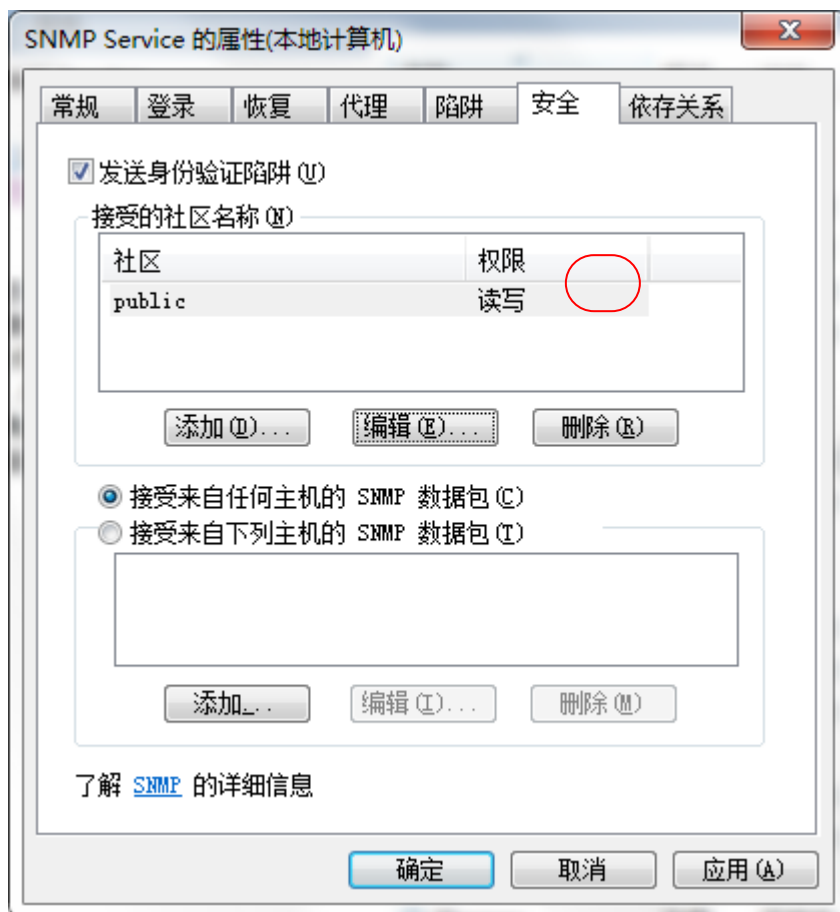 SNMP Service 的属性(本地计算机)
常规 登录 恢复 代理 陷阱 安全 依存关系
发送身份验证陷阱(U)
接受的社区名称(N)
社区 权限
public 读写
添加(D)... 编辑(E)... 删除(R)
接受来自任何主机的 SNMP 数据包(C)
接受来自下列主机的 SNMP 数据包(T)
添加... 编辑(I)... 删除(M)
了解 SNMP 的详细信息
确定 取消 应用(A)